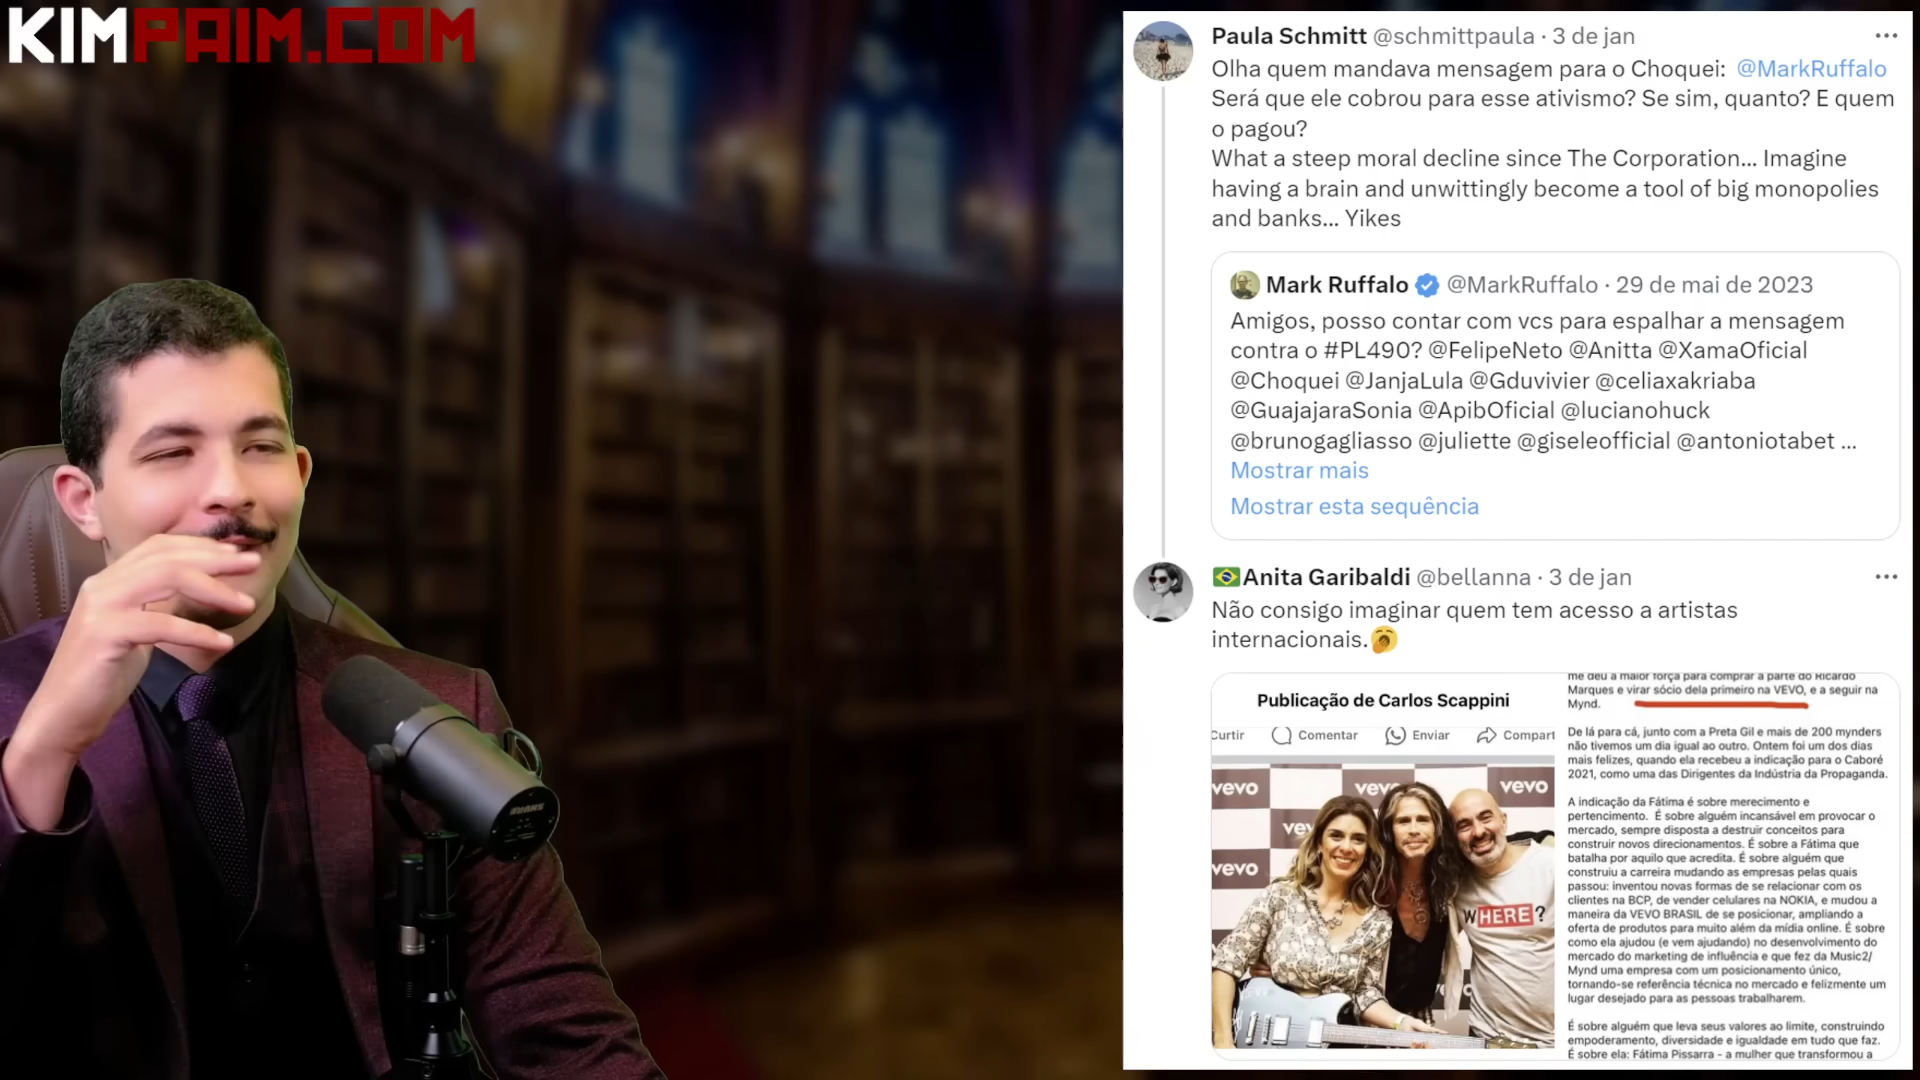 KIMPAIM.COM
Paula Schmitt @schmittpaula · 3 de jan
Olha quem mandava mensagem para o Choquei: @MarkRuffalo
Será que ele cobrou para esse ativismo? Se sim, quanto? E quem
o pagou?
What a steep moral decline since The Corporation... Imagine
having a brain and unwittingly become a tool of big monopolies
and banks... Yikes
Mark Ruffalo @MarkRuffalo · 29 de mai de 2023
Amigos, posso contar com vcs para espalhar a mensagem
contra o #PL490? @FelipeNeto @Anitta @XamaOficial
@Choquei @JanjaLula @Gduvivier @celiaxakriaba
@GuajajaraSonia @ApibOficial @lucianohuck
@brunogagliasso @juliette @giseleofficial @antoniotabet ...
Mostrar mais
Mostrar esta sequência
Anita Garibaldi @bellanna · 3 de jan
Não consigo imaginar quem tem acesso a artistas
internacionais.
Publicação de Carlos Scappini
Curtir Comentar Enviar Compart
vevo vevo vevo
vev
vevo
WHERE?
me deu a maior força para comprar a parte do Ricardo
Marques e virar sócio dela primeiro na VEVO, e a seguir na
Mynd.
De lá para cá, junto com a Preta Gil e mais de 200 mynders
não tivemos um dia igual ao outro. Ontem foi um dos dias
mais felizes, quando ela recebeu a indicação para o Caboré
2021, como uma das Dirigentes da Indústria da Propaganda.
A indicação da Fátima é sobre merecimento e
pertencimento. É sobre alguém incansável em provocar o
mercado, sempre disposta a destruir conceitos para
construir novos direcionamentos. É sobre a Fátima que
batalha por aquilo que acredita. É sobre alguém que
construiu a carreira mudando as empresas pelas quais
passou: inventou novas formas de se relacionar com os
clientes na BCP, de vender celulares na NOKIA, e mudou a
maneira da VEVO BRASIL de se posicionar, ampliando a
oferta de produtos para muito além da mídia online. É sobre
como ela ajudou (e vem ajudando) no desenvolvimento do
mercado do marketing de influência e que fez da Music2/
Mynd uma empresa com um posicionamento único,
tornando-se referência técnica no mercado e felizmente um
lugar desejado para as pessoas trabalharem.
É sobre alguém que leva seus valores ao limite, construindo
empoderamento, diversidade e igualdade em tudo que faz.
É sobre ela: Fátima Pissarra - a mulher que transformou a